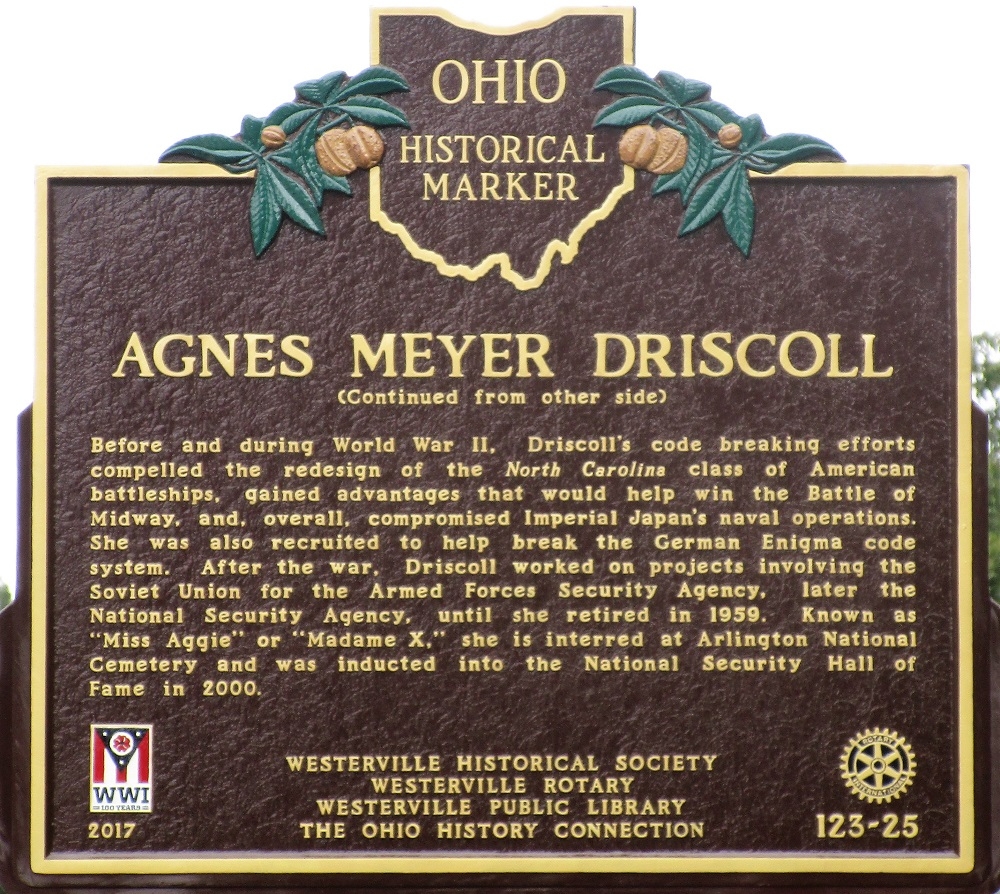 OHIO
HISTORICAL
MARKER
AGNES MEYER DRISCOLL
(Continued from other side)
Before and during World War II, Driscoll's code breaking efforts
compelled the redesign of the North Carolina class of American
battleships, gained advantages that would help win the Battle of
Midway, and, overall, compromised Imperial Japan's naval operations.
She was also recruited to help break the German Enigma code
system. After the war, Driscoll worked on projects involving the
Soviet Union for the Armed Forces Security Agency, later the
National Security Agency, until she retired in 1959. Known as
"Miss Aggie" or "Madame X," she is interred at Arlington National
Cemetery and was inducted into the National Security Hall of
Fame in 2000.
WWI
100 YEARS
2017
WESTERVILLE HISTORICAL SOCIETY
WESTERVILLE ROTARY
WESTERVILLE PUBLIC LIBRARY
THE OHIO HISTORY CONNECTION
ROTARY
INTERNATIONAL
123-25